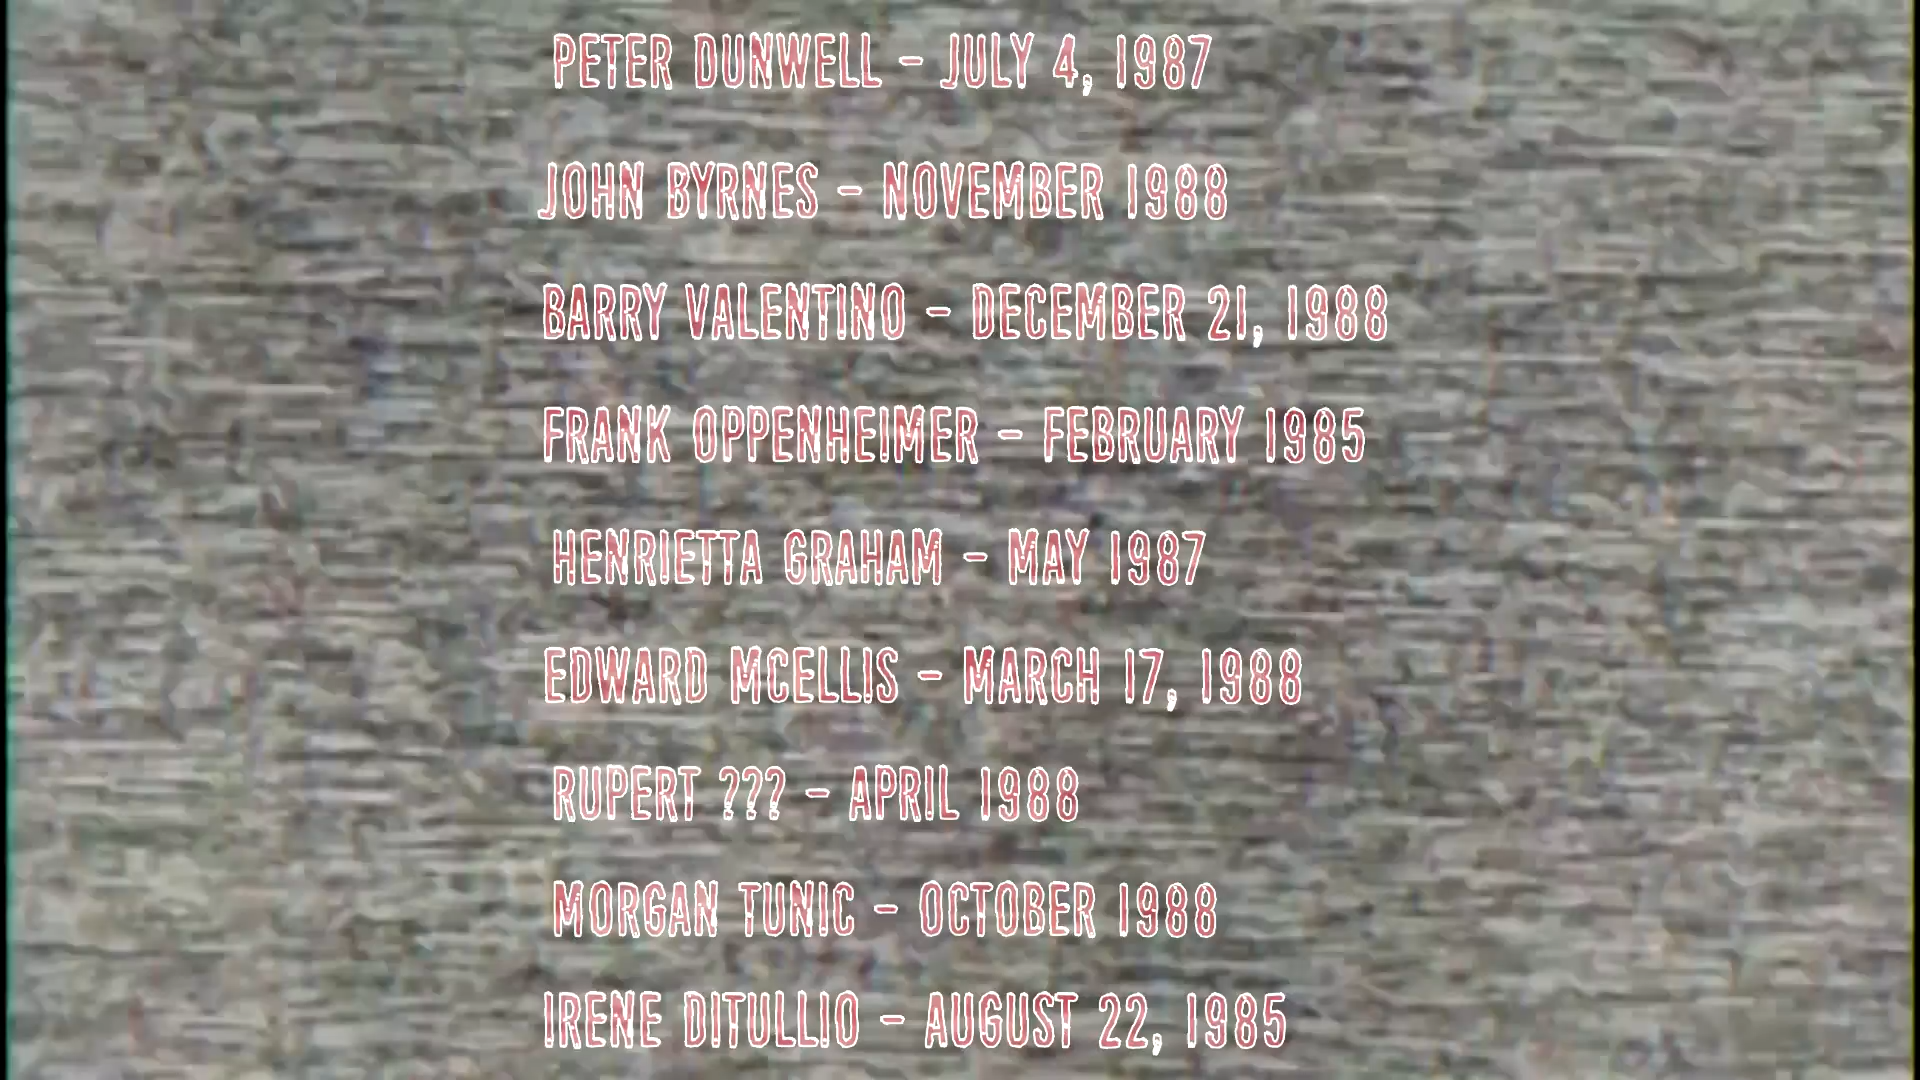 PETER DUNWELL - JULY 4, 1987
JOHN BYRNES - NOVEMBER 1988
BARRY VALENTINO - DECEMBER 21, 1988
FRANK OPPENHEIMER - FEBRUARY 1985
HENRIETTA GRAHAM - MAY 1987
EDWARD MCELLIS - MARCH 17, 1988
RUPERT ??? - APRIL 1988
MORGAN TUNIC - OCTOBER 1988
IRENE DITULLIO - AUGUST 22, 1985